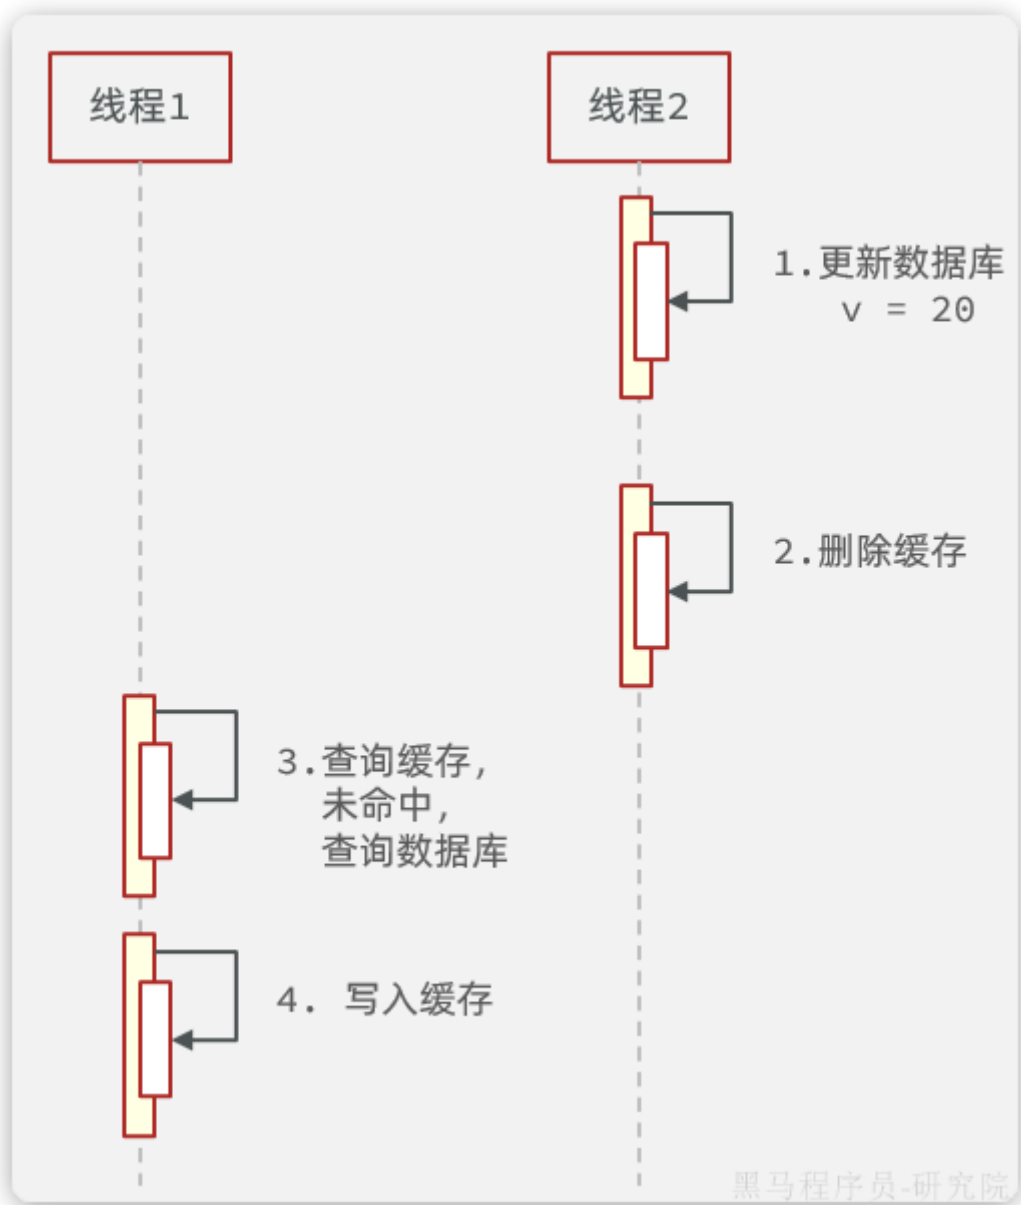 线程1
线程2
1.更新数据库
v = 20
2.删除缓存
3.查询缓存,
未命中,
查询数据库
4. 写入缓存
黑马程序员-研究院